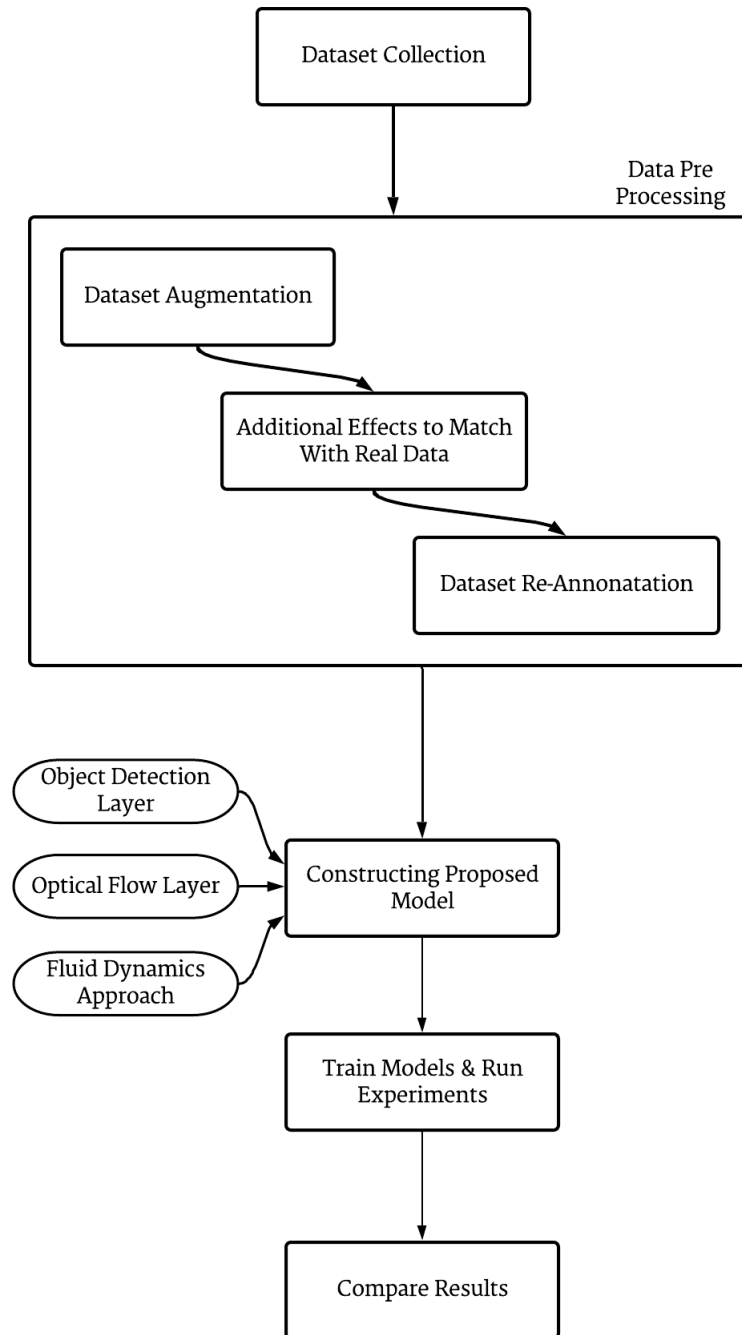 Dataset Collection
Data Pre
Processing
Dataset Augmentation
Additional Effects to Match
With Real Data
Dataset Re-Annonatation
Object Detection
Layer
Optical Flow Layer
Fluid Dynamics
Approach
Constructing Proposed
Model
Train Models & Run
Experiments
Compare Results